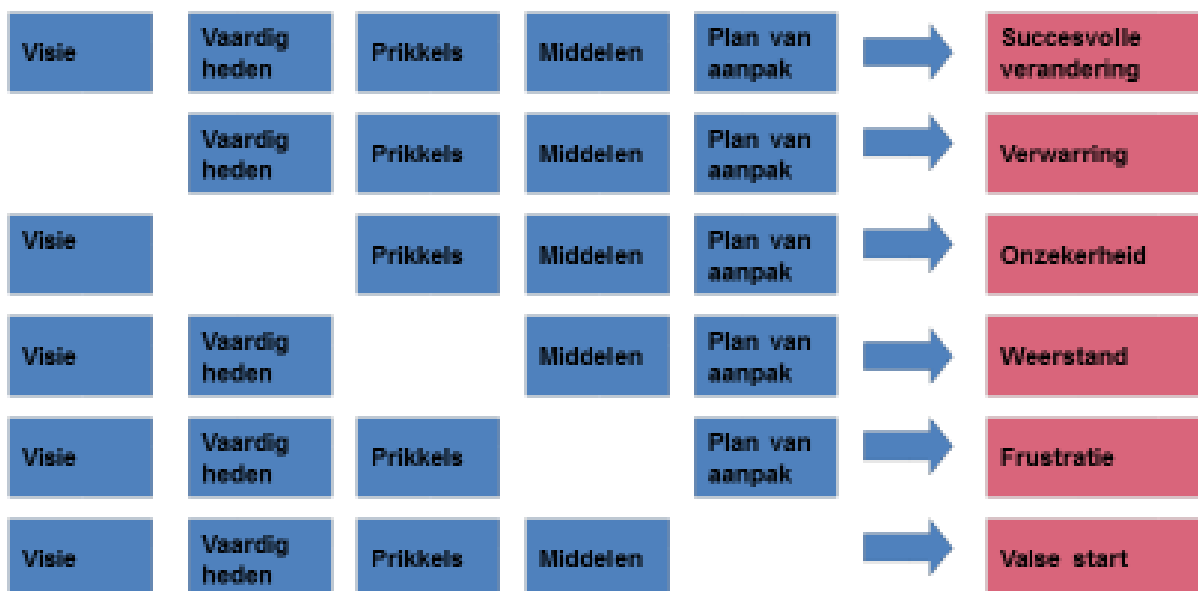 Visie
Vaardig
heden
Prikkels
Middelen
Plan van
aanpak
Succesvolle
verandering
Vaardig
heden
Prikkels
Middelen
Plan van
aanpak
Verwarring
Visie
Prikkels
Middelen
Plan van
aanpak
Onzekerheid
Visie
Vaardig
heden
Middelen
Plan van
aanpak
Weerstand
Visie
Vaardig
heden
Prikkels
Plan van
aanpak
Frustratie
Visie
Vaardig
heden
Prikkels
Middelen
Valse start